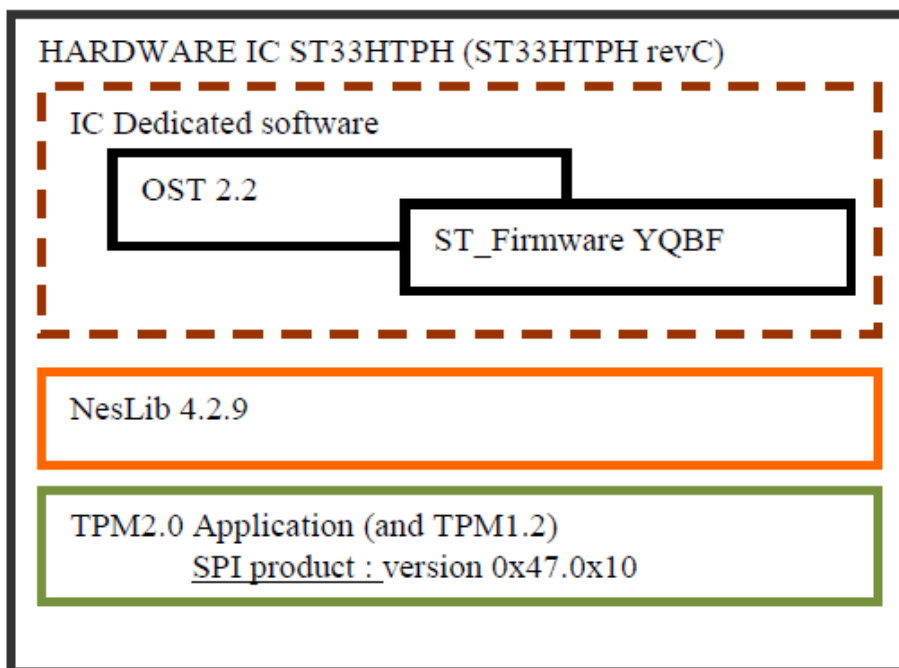 HARDWARE IC ST33HTPH (ST33HTPH revC)
IC Dedicated software
OST 2.2
ST_Firmware YQBF
NesLib 4.2.9
TPM2.0 Application (and TPM1.2)
SPI product : version 0x47.0x10